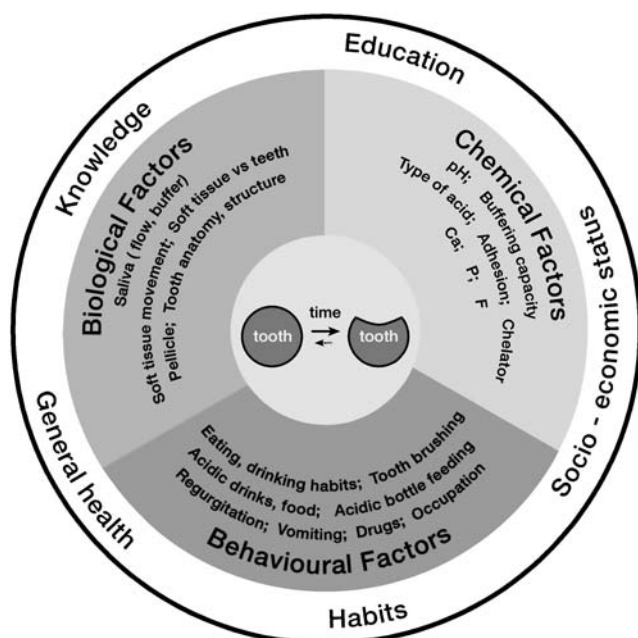 Education
Knowledge
Socio - economic status
General health
Habits
Biological Factors
Saliva ( flow, buffer)
Soft tissue movement; Soft tissue vs teeth
Pellicle; Tooth anatomy, structure
Chemical Factors
pH; Buffering capacity
Type of acid; Adhesion; Chelator
Ca; P; F
time
tooth
tooth
Eating, drinking habits; Tooth brushing
Acidic drinks, food; Acidic bottle feeding
Regurgitation; Vomiting; Drugs; Occupation
Behavioural Factors